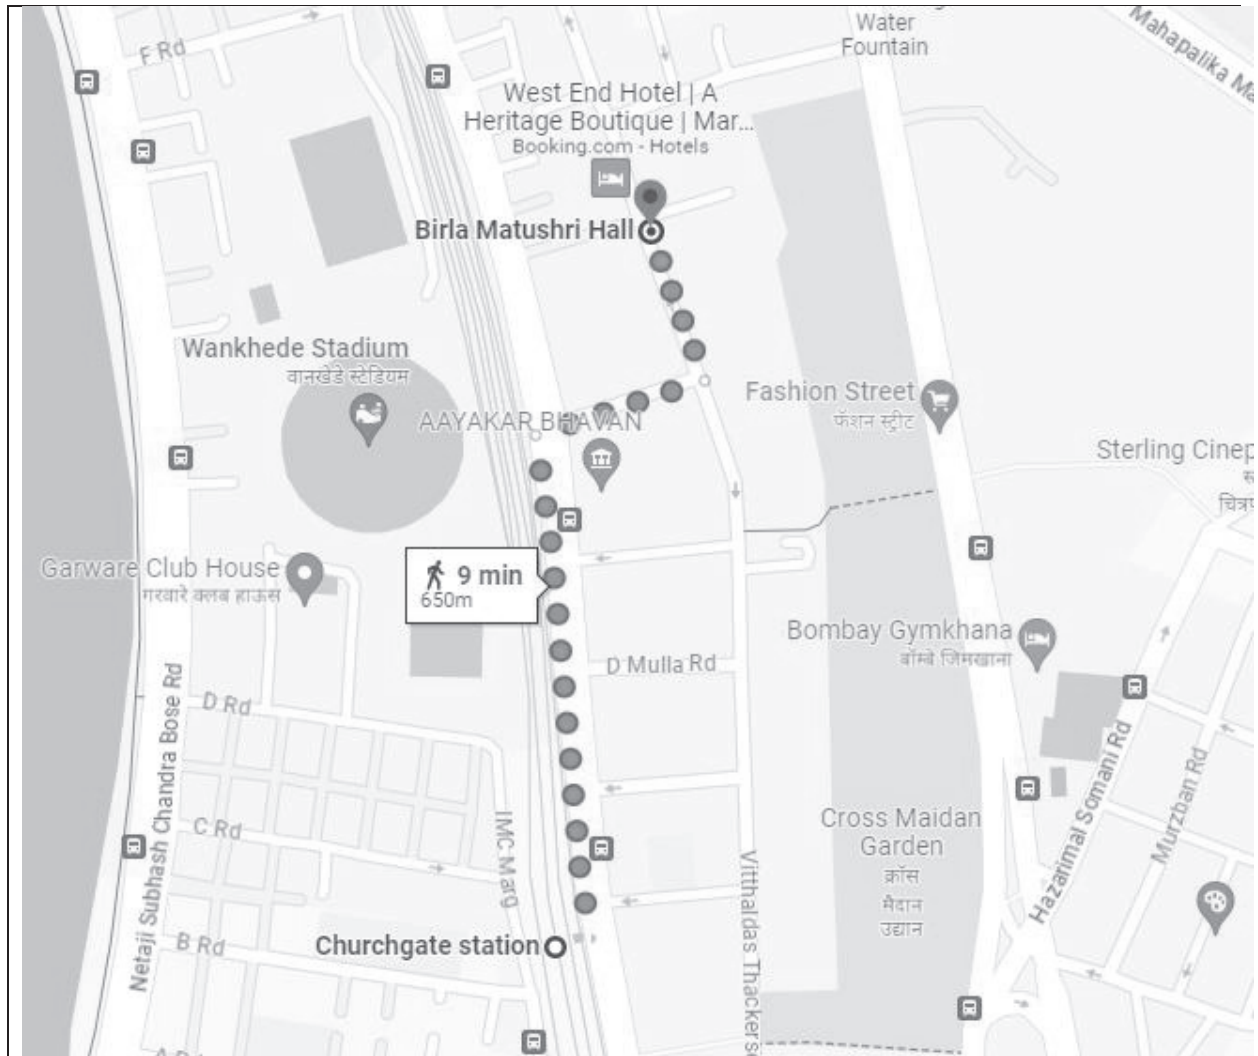 Water
Fountain
Mahapalika Ma
F Rd
West End Hotel | A
Heritage Boutique | Mar...
Booking.com - Hotels
Birla Matushri Hall
Wankhede Stadium
वानखेडे स्टेडियम
AAYAKAR BHAVAN
Fashion Street
फॅशन स्ट्रीट
Sterling Cinep
चित्रप
Garware Club House
गरवारे क्लब हाऊस
9 min
650m
Bombay Gymkhana
बॉम्बे जिमखाना
D Mulla Rd
D Rd
Netaji Subhash Chandra Bose Rd
Hazarimal Somani Rd
Murzban Rd
C Rd
IMC Marg
Cross Maidan
Garden
क्रॉस
मैदान
उद्यान
Vitthaldas Thackers
B Rd
Churchgate station